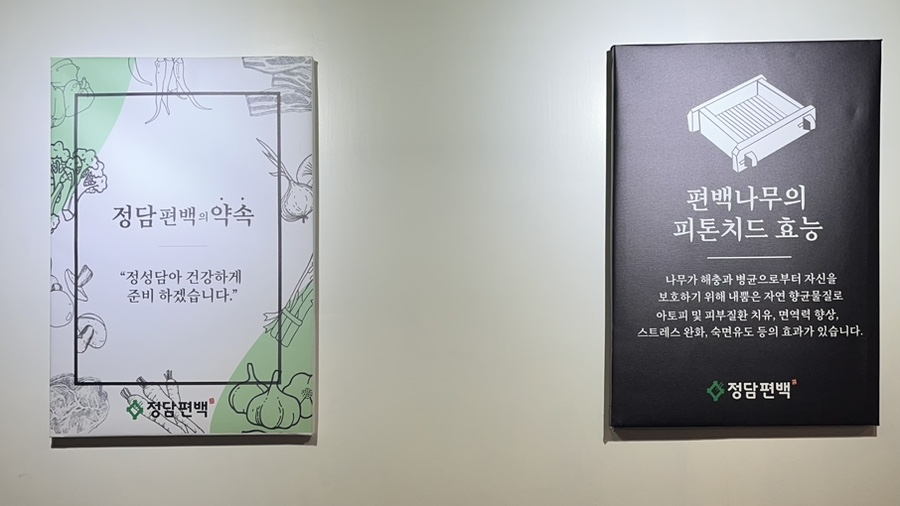 정담편백의 약속
“정성담아 건강하게
준비 하겠습니다.”
정담편백
편백나무의
피톤치드 효능
나무가 해충과 병균으로부터 자신을
보호하기 위해 내뿜은 자연 항균물질로
아토피 및 피부질환 치유, 면역력 향상,
스트레스 완화, 숙면유도 등의 효과가 있습니다.
정담편백